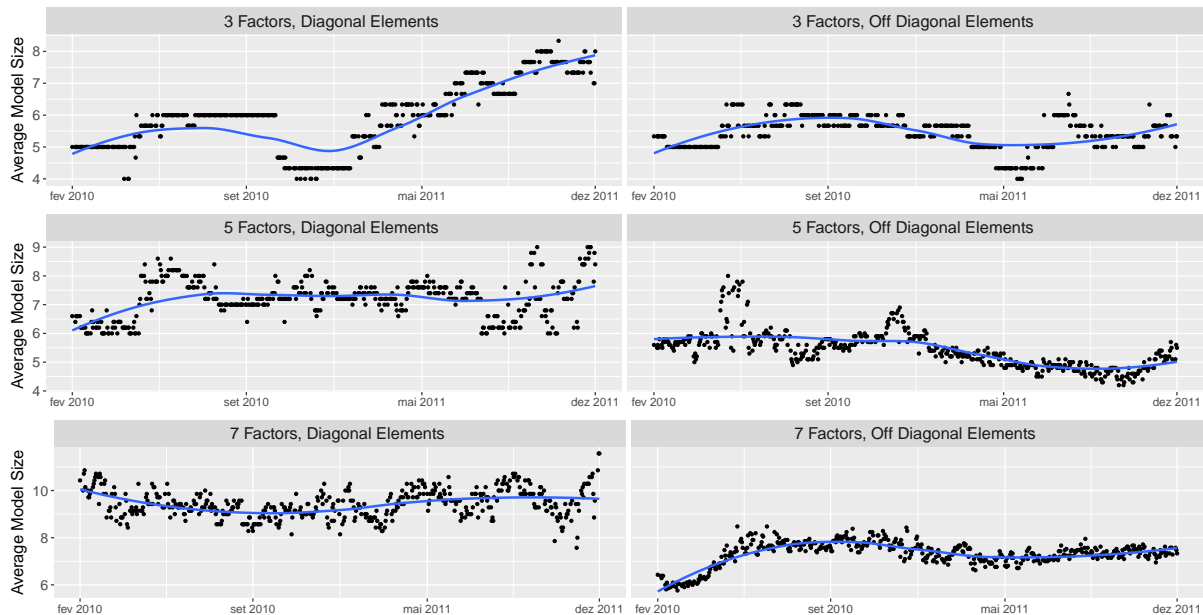 3 Factors, Diagonal Elements
3 Factors, Off Diagonal Elements
Average Model Size
8
7
6
5
4
fev 2010 set 2010 mai 2011 dez 2011
fev 2010 set 2010 mai 2011 dez 2011
5 Factors, Diagonal Elements
5 Factors, Off Diagonal Elements
Average Model Size
9
8
7
6
5
4
fev 2010 set 2010 mai 2011 dez 2011
fev 2010 set 2010 mai 2011 dez 2011
7 Factors, Diagonal Elements
7 Factors, Off Diagonal Elements
Average Model Size
10
8
6
fev 2010 set 2010 mai 2011 dez 2011
fev 2010 set 2010 mai 2011 dez 2011